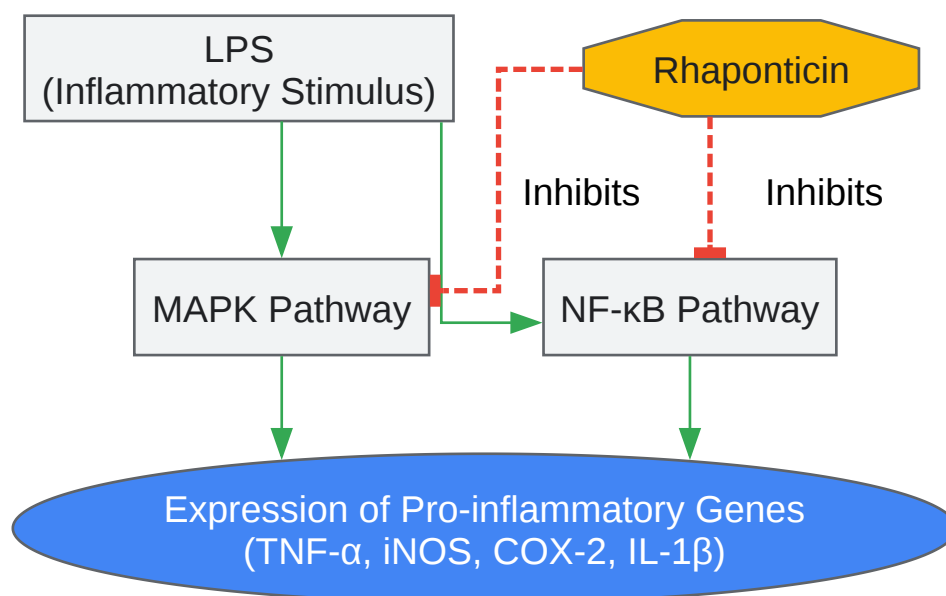 LPS
(Inflammatory Stimulus)
Rhaponticin
Inhibits
Inhibits
MAPK Pathway
NF-κB Pathway
Expression of Pro-inflammatory Genes
(TNF-α, iNOS, COX-2, IL-1β)